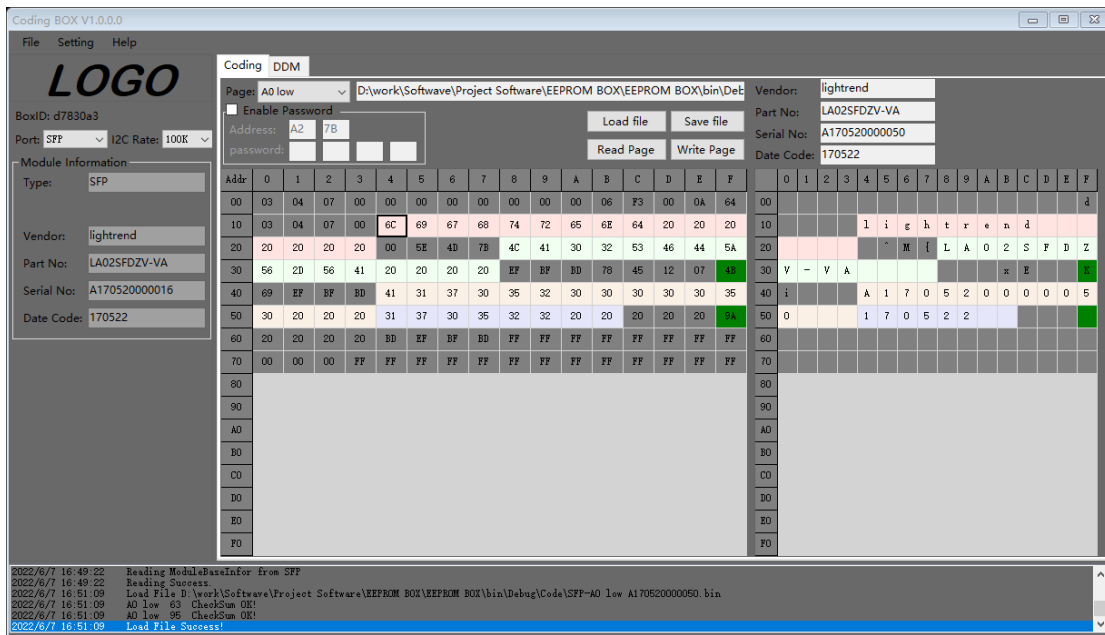 Coding BOX V1.0.0.0
File Setting Help
LOGO
BoxID: d7830a3
Port: SFP I2C Rate: 100K
Module Information
Type: SFP
Vendor: lightrend
Part No: LA02SFDZV-VA
Serial No: A170520000016
Date Code: 170522
Coding DDM
Page: A0 low D:\work\Softwave\Project Software\EEPROM BOX\EEPROM BOX\bin\Deb
Enable Password
Address: A2 7B
password:
Load file Save file
Read Page Write Page
Vendor: lightrend
Part No: LA02SFDZV-VA
Serial No: A170520000050
Date Code: 170522
Addr 0 1 2 3 4 5 6 7 8 9 A B C D E F
00 03 04 07 00 00 00 00 00 00 00 00 06 F3 00 0A 64
10 03 04 07 00 6C 69 67 68 74 72 65 6E 64 20 20 20
20 20 20 20 20 00 5E 4D 7B 4C 41 30 32 53 46 44 5A
30 56 2D 56 41 20 20 20 20 EF BF BD 78 45 12 07 4B
40 69 EF BF BD 41 31 37 30 35 32 30 30 30 30 30 35
50 30 20 20 20 31 37 30 35 32 32 20 20 20 20 20 9A
60 20 20 20 20 BD EF BF BD FF FF FF FF FF FF FF FF
70 00 00 00 FF FF FF FF FF FF FF FF FF FF FF FF FF
80
90
A0
B0
C0
D0
E0
F0
0 1 2 3 4 5 6 7 8 9 A B C D E F
00 d
10 l i g h t r e n d
20 ^ M { L A 0 2 S F D Z
30 V - V A x E K
40 i A 1 7 0 5 2 0 0 0 0 0 5
50 0 1 7 0 5 2 2
60
70
80
90
A0
B0
C0
D0
E0
F0
2022/6/7 16:49:22 Reading ModuleBaseInfor from SFP
2022/6/7 16:49:22 Reading Success.
2022/6/7 16:51:09 Load File D:\work\Softwave\Project Software\EEPROM BOX\EEPROM BOX\bin\Debug\Code\SFP-A0 low A170520000050.bin
2022/6/7 16:51:09 A0 low 63 CheckSum OK!
2022/6/7 16:51:09 A0 low 95 CheckSum OK!
2022/6/7 16:51:09 Load File Success!